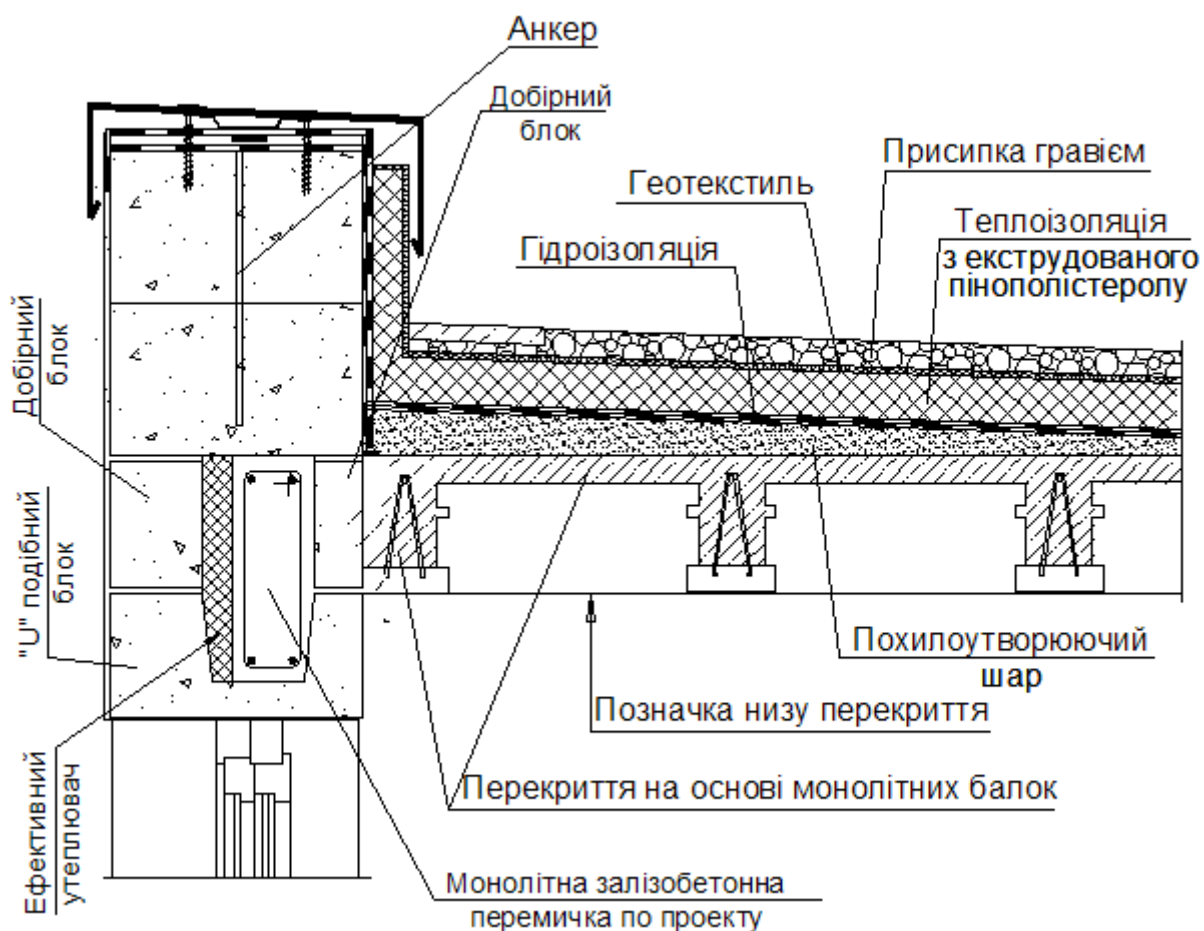 Анкер
Добірний
блок
Присипка гравієм
Геотекстиль
Теплоізоляція
з екструдованого
пінополістеролу
Гідроізоляція
Добірний
блок
"U" подібний
блок
Похилоутворюючий
шар
Позначка низу перекриття
Перекриття на основі монолітних балок
Ефективний
утеплювач
Монолітна залізобетонна
перемичка по проекту